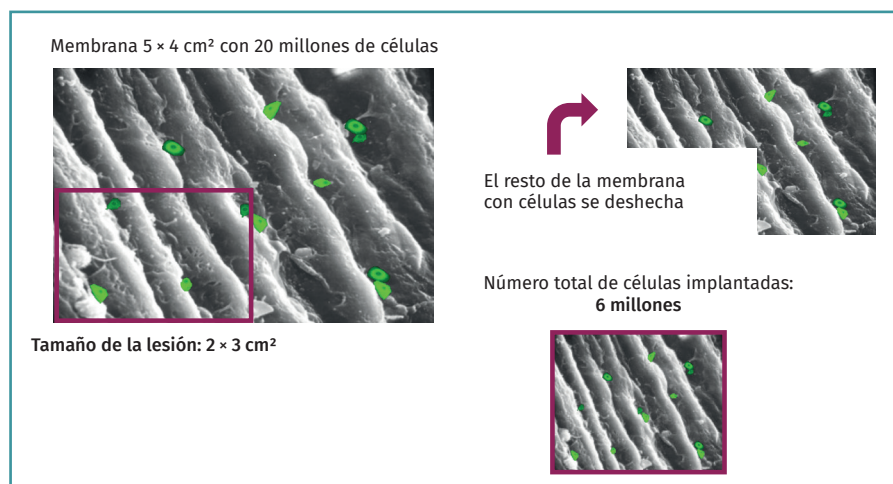 Membrana 5 × 4 cm² con 20 millones de células
El resto de la membrana
con células se deshecha
Número total de células implantadas:
6 millones
Tamaño de la lesión: 2 × 3 cm²